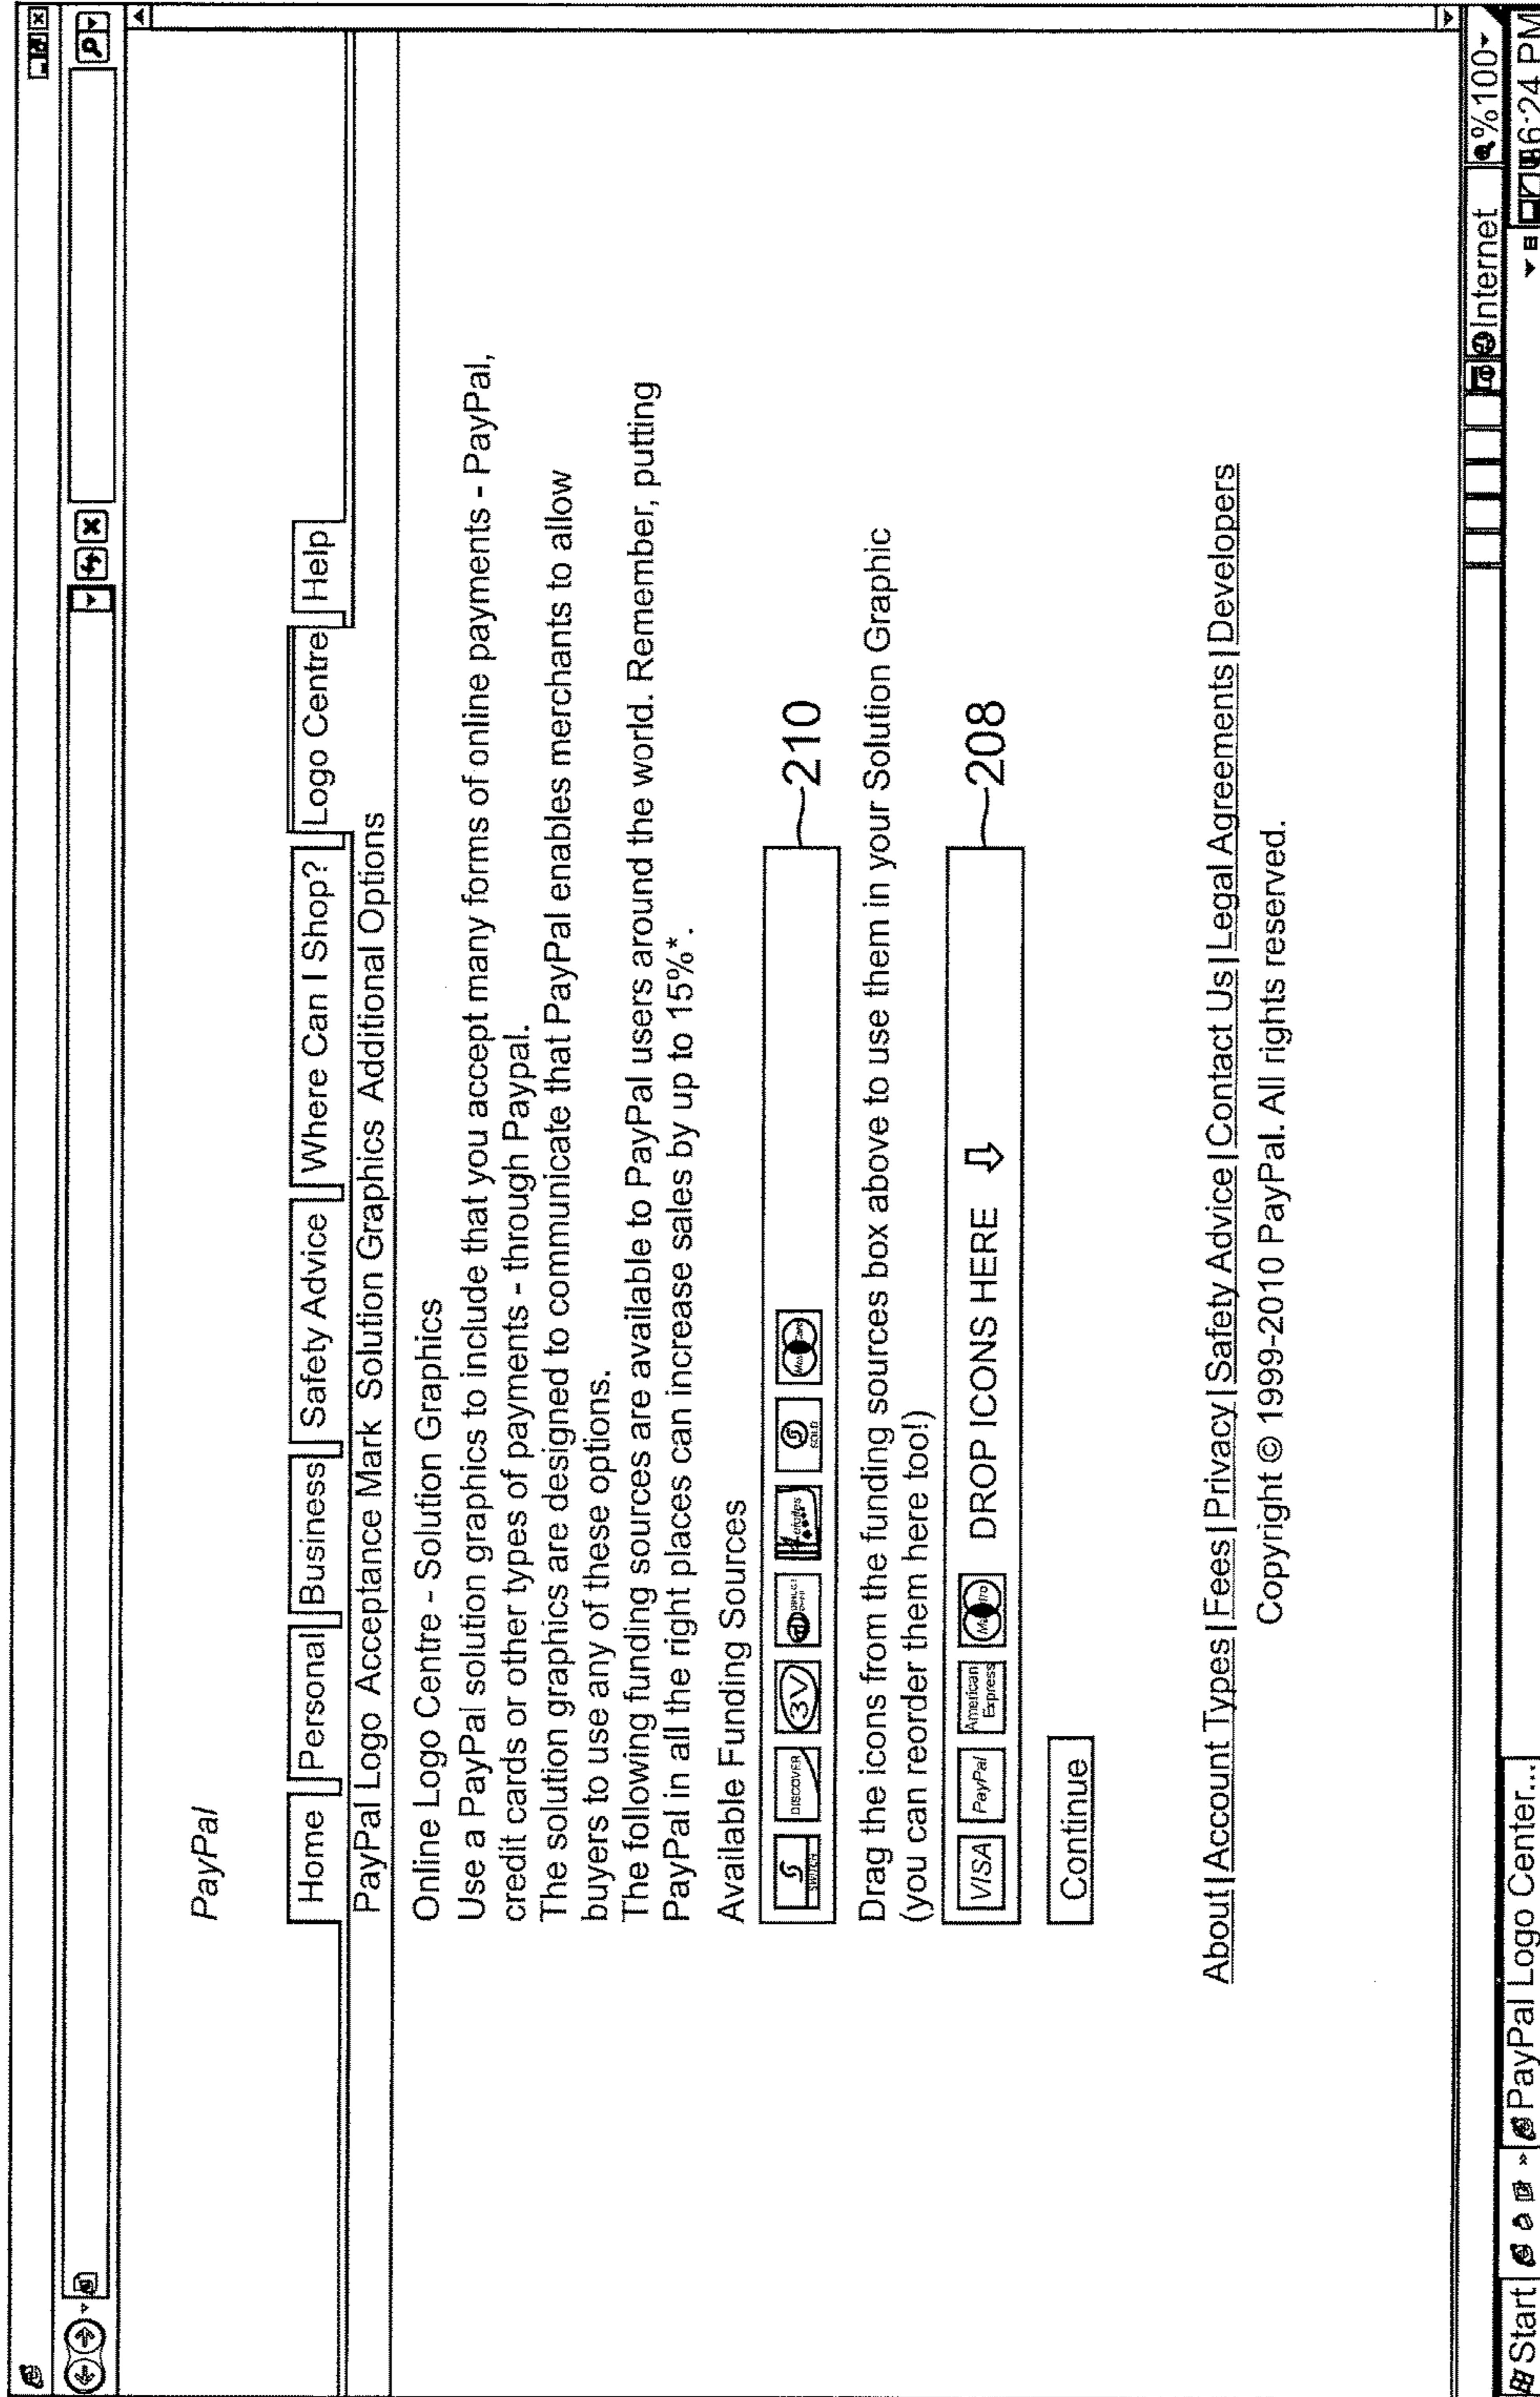 PayPal
Home Personal Business Safety Advice Where Can I Shop? Logo Centre Help
PayPal Logo Acceptance Mark Solution Graphics Additional Options
Online Logo Centre - Solution Graphics
Use a PayPal solution graphics to include that you accept many forms of online payments - PayPal,
credit cards or other types of payments - through Paypal.
The solution graphics are designed to communicate that PayPal enables merchants to allow
buyers to use any of these options.
The following funding sources are available to PayPal users around the world. Remember, putting
PayPal in all the right places can increase sales by up to 15%*.
Available Funding Sources
SWITCH DISCOVER 3V SOLO
210
Drag the icons from the funding sources box above to use them in your Solution Graphic
(you can reorder them here too!)
VISA PayPal American Express DROP ICONS HERE
208
Continue
About | Account Types | Fees | Privacy | Safety Advice | Contact Us | Legal Agreements | Developers
Copyright © 1999-2010 PayPal. All rights reserved.
Internet %100
Start » PayPal Logo Center... 6:24 PM